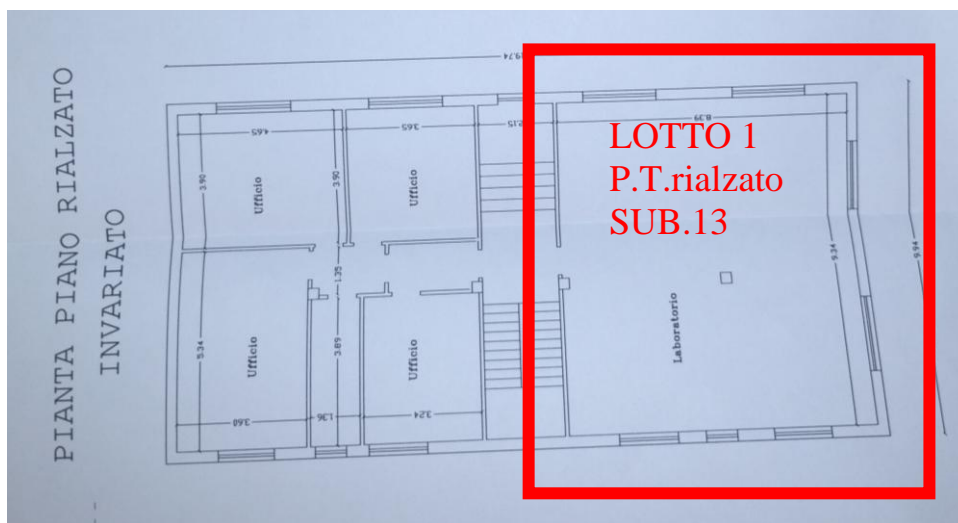 PIANTA PIANO RIALZATO
INVARIATO
LOTTO 1
P.T.rialzato
SUB.13
4.65
3.65
2.15
8.39
3.90
3.90
Ufficio
Ufficio
1.35
9.34
9.94
5.34
3.89
Ufficio
Ufficio
Laboratorio
3.60
1.36
3.24